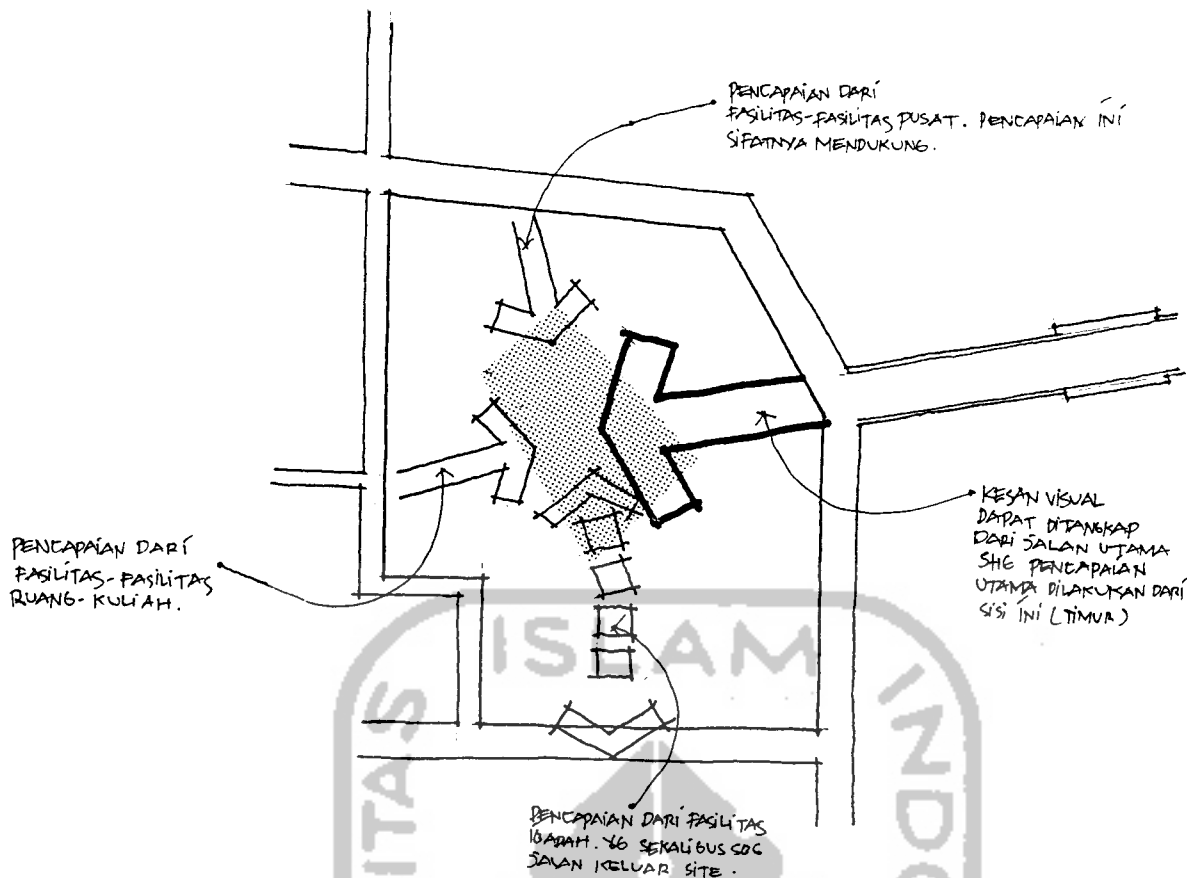 PENCAPAIAN DARI
FASILITAS-FASILITAS PUSAT. PENCAPAIAN INI
SIFATNYA MENDUKUNG.
KESAN VISUAL
DAPAT DITANGKAP
DARI JALAN UTAMA
SHG PENCAPAIAN
UTAMA DILAKUKAN DARI
SISI INI (TIMUR)
PENCAPAIAN DARI
FASILITAS-FASILITAS
RUANG-KULIAH.
PENCAPAIAN DARI FASILITAS
IBADAH. YG SEKALIGUS SBG
JALAN KELUAR SITE.
ISLAM
INDO
ITAS